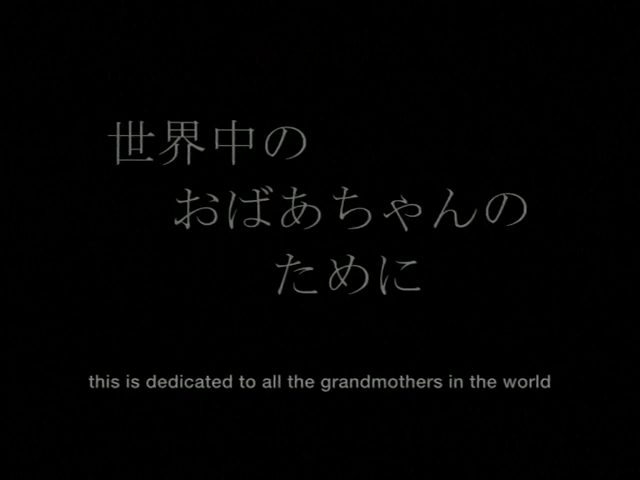 世界中の
おばあちゃんの
ために
this is dedicated to all the grandmothers in the world